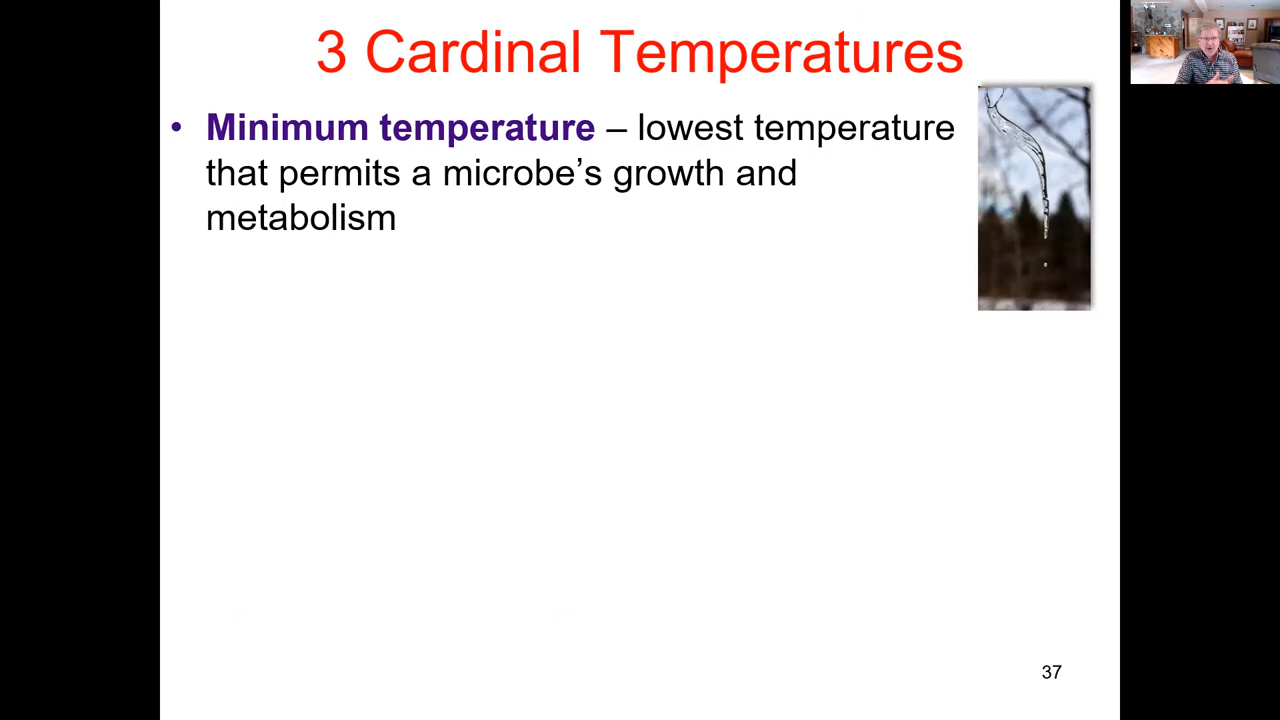 3 Cardinal Temperatures
• Minimum temperature – lowest temperature
that permits a microbe’s growth and
metabolism
37